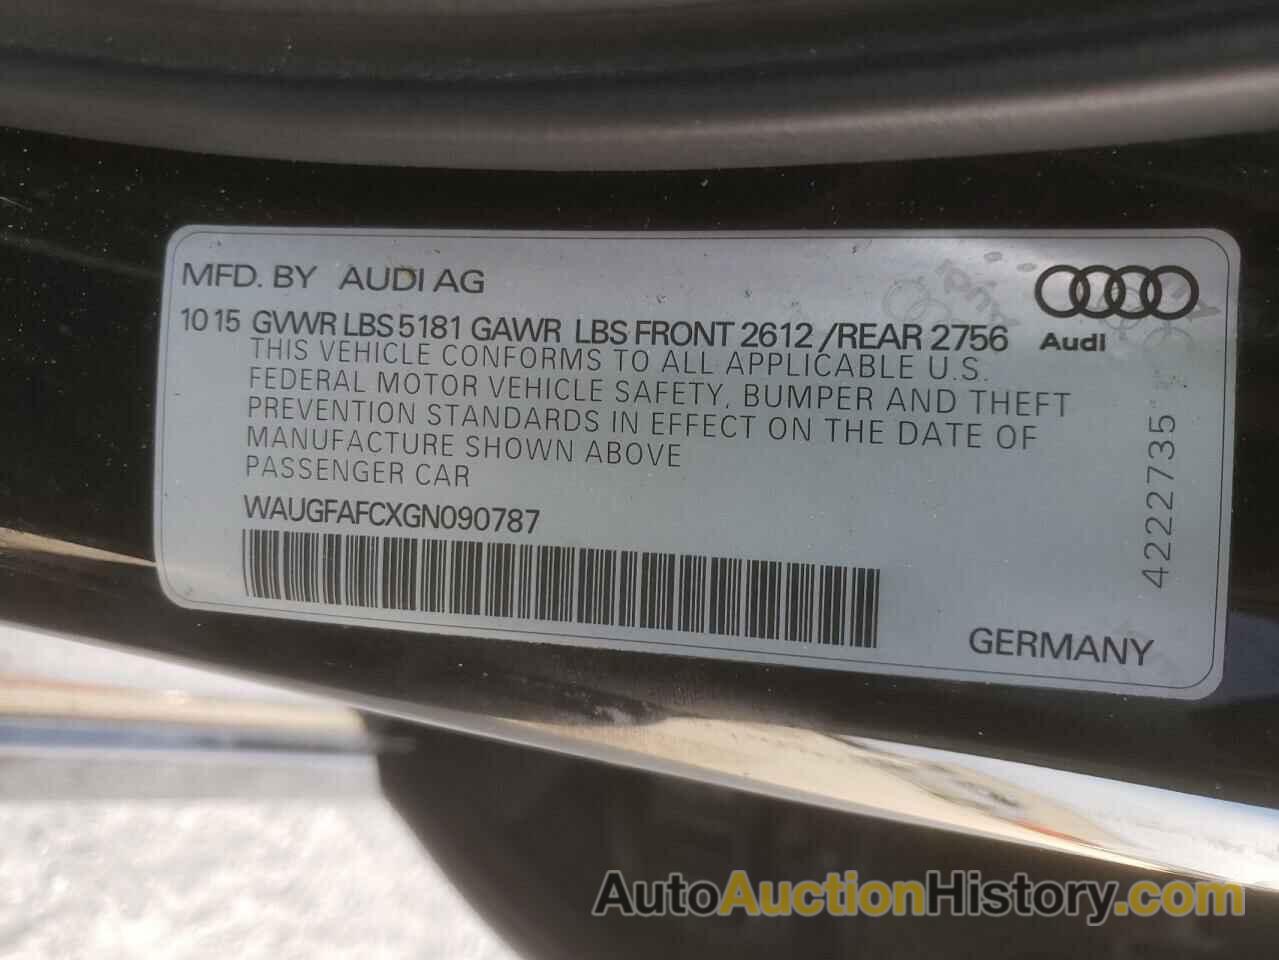 MFD. BY AUDI AG
1015 GVWR LBS 5181 GAWR LBS FRONT 2612 /REAR 2756
Audi
THIS VEHICLE CONFORMS TO ALL APPLICABLE U.S.
FEDERAL MOTOR VEHICLE SAFETY, BUMPER AND THEFT
PREVENTION STANDARDS IN EFFECT ON THE DATE OF
MANUFACTURE SHOWN ABOVE
PASSENGER CAR
WAUGFAFCXGN090787
4222735
GERMANY
AutoAuctionHistory.com